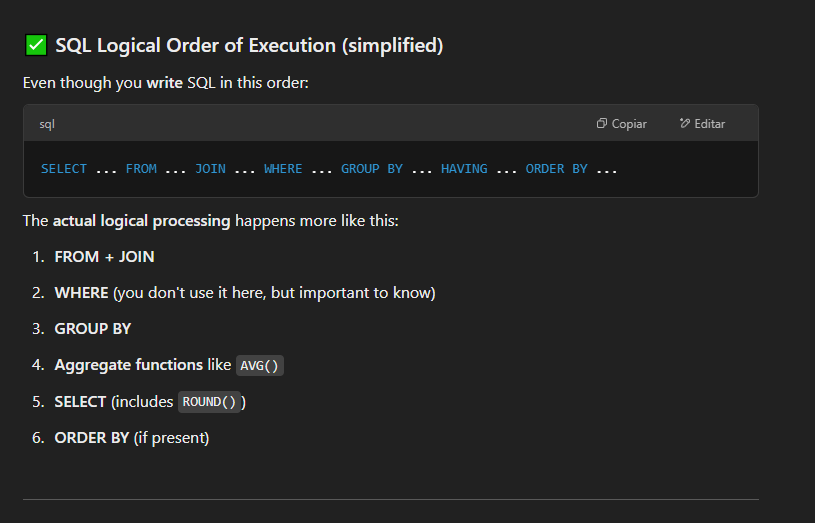 ✅ SQL Logical Order of Execution (simplified)
Even though you write SQL in this order:
sql
Copiar
Editar
SELECT ... FROM ... JOIN ... WHERE ... GROUP BY ... HAVING ... ORDER BY ...
The actual logical processing happens more like this:
1. FROM + JOIN
2. WHERE (you don't use it here, but important to know)
3. GROUP BY
4. Aggregate functions like AVG()
5. SELECT (includes ROUND())
6. ORDER BY (if present)